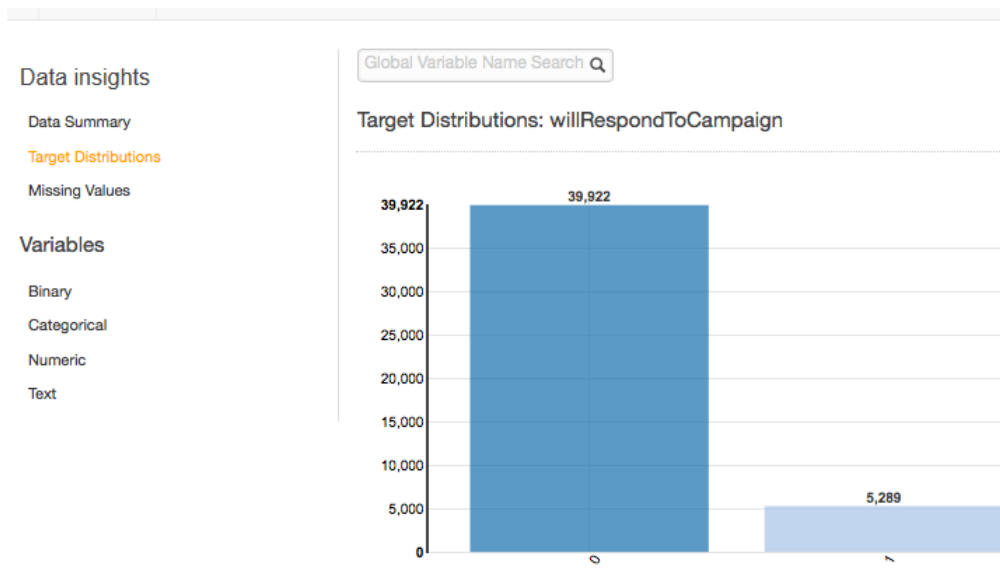 Data insights
Data Summary
Target Distributions
Missing Values
Variables
Binary
Categorical
Numeric
Text
Global Variable Name Search
Target Distributions: willRespondToCampaign
39,922
39,922
35,000
30,000
25,000
20,000
15,000
10,000
5,000
5,289
0
0
1